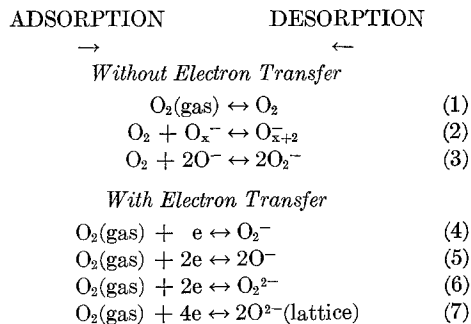 ADSORPTION DESORPTION
→ ←
Without Electron Transfer
O₂(gas) ↔ O₂ (1)
O₂ + Oₓ⁻ ↔ O⁻ₓ₊₂ (2)
O₂ + 2O⁻ ↔ 2O₂⁻ (3)
With Electron Transfer
O₂(gas) + e ↔ O₂⁻ (4)
O₂(gas) + 2e ↔ 2O⁻ (5)
O₂(gas) + 2e ↔ O₂²⁻ (6)
O₂(gas) + 4e ↔ 2O²⁻(lattice) (7)